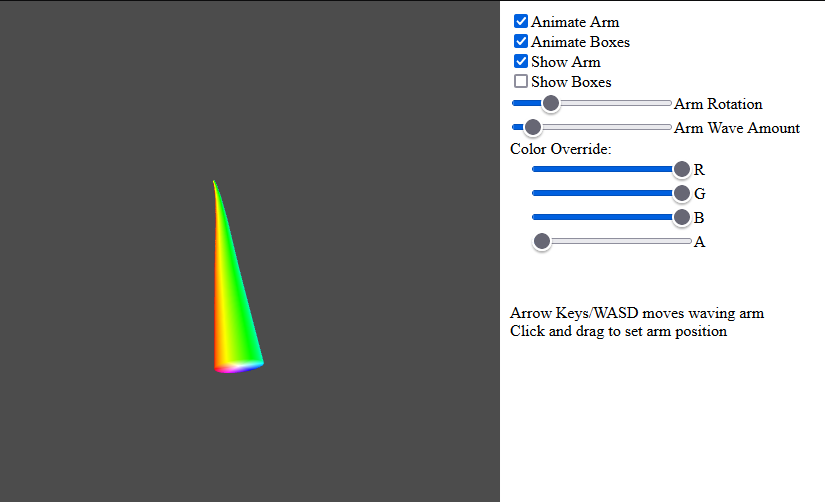 Animate Arm
Animate Boxes
Show Arm
Show Boxes
Arm Rotation
Arm Wave Amount
Color Override:
R
G
B
A
Arrow Keys/WASD moves waving arm
Click and drag to set arm position